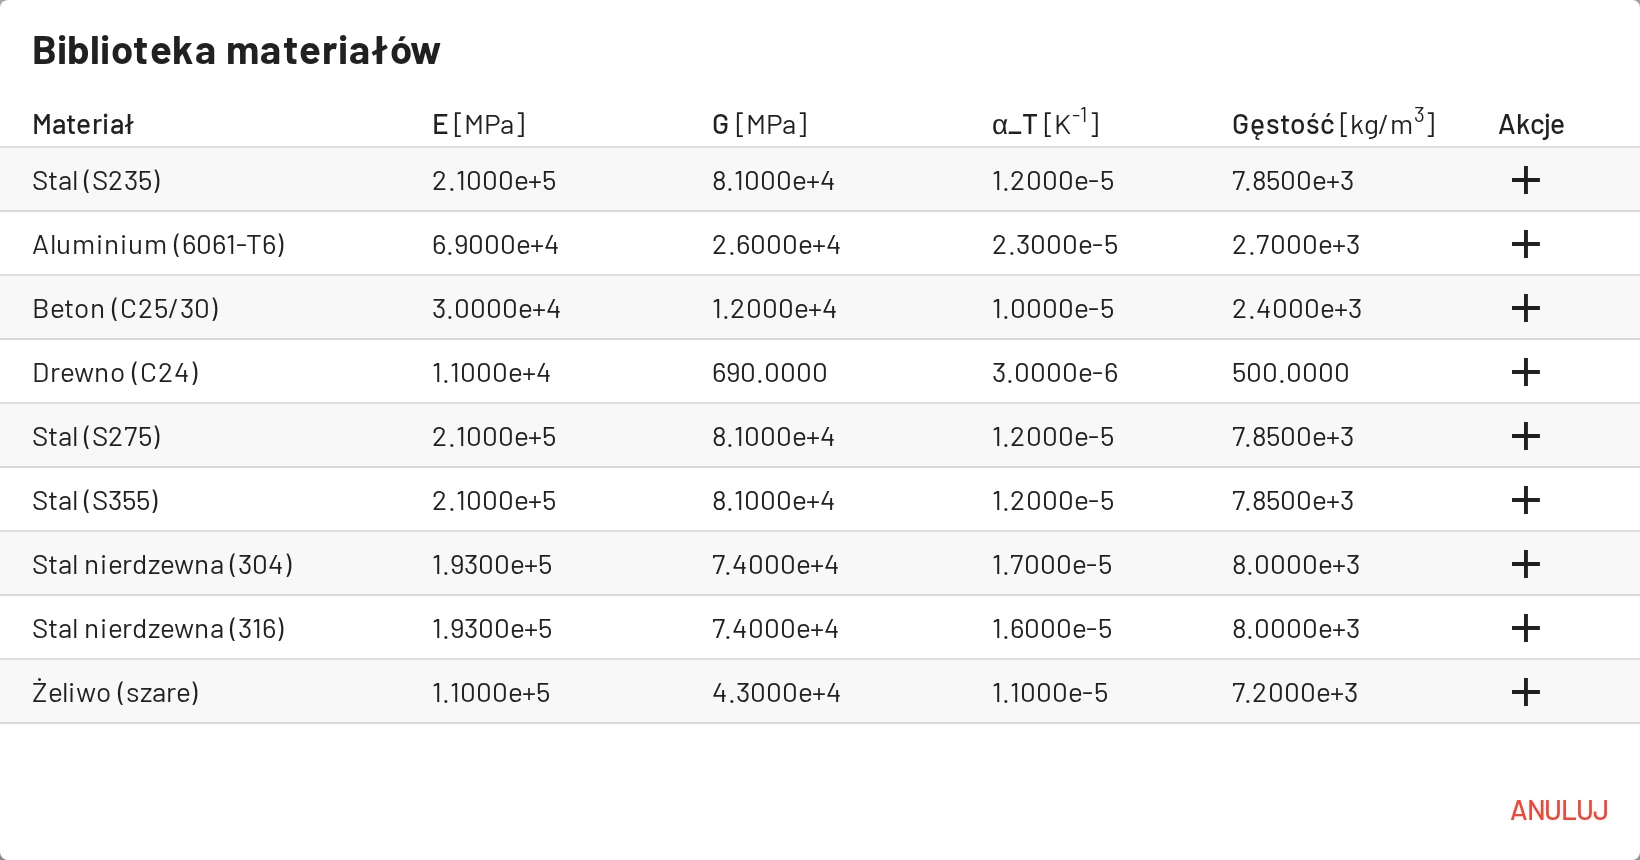 Biblioteka materiałów
Materiał E [MPa] G [MPa] α_T [K⁻¹] Gęstość [kg/m³] Akcje
Stal (S235) 2.1000e+5 8.1000e+4 1.2000e-5 7.8500e+3 +
Aluminium (6061-T6) 6.9000e+4 2.6000e+4 2.3000e-5 2.7000e+3 +
Beton (C25/30) 3.0000e+4 1.2000e+4 1.0000e-5 2.4000e+3 +
Drewno (C24) 1.1000e+4 690.0000 3.0000e-6 500.0000 +
Stal (S275) 2.1000e+5 8.1000e+4 1.2000e-5 7.8500e+3 +
Stal (S355) 2.1000e+5 8.1000e+4 1.2000e-5 7.8500e+3 +
Stal nierdzewna (304) 1.9300e+5 7.4000e+4 1.7000e-5 8.0000e+3 +
Stal nierdzewna (316) 1.9300e+5 7.4000e+4 1.6000e-5 8.0000e+3 +
Żeliwo (szare) 1.1000e+5 4.3000e+4 1.1000e-5 7.2000e+3 +
ANULUJ